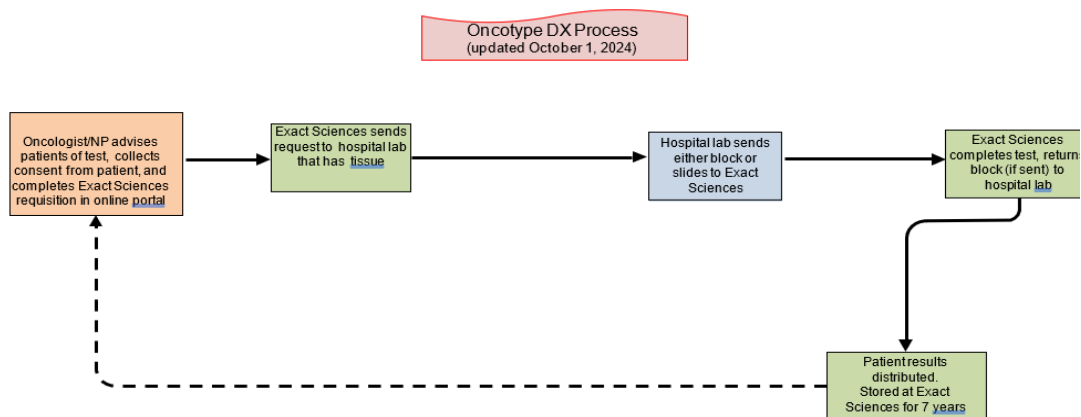 Oncotype DX Process
(updated October 1, 2024)
Oncologist/NP advises
patients of test, collects
consent from patient, and
completes Exact Sciences
requisition in online portal
Exact Sciences sends
request to hospital lab
that has tissue
Hospital lab sends
either block or
slides to Exact
Sciences
Exact Sciences
completes test, returns
block (if sent) to
hospital lab
Patient results
distributed.
Stored at Exact
Sciences for 7 years